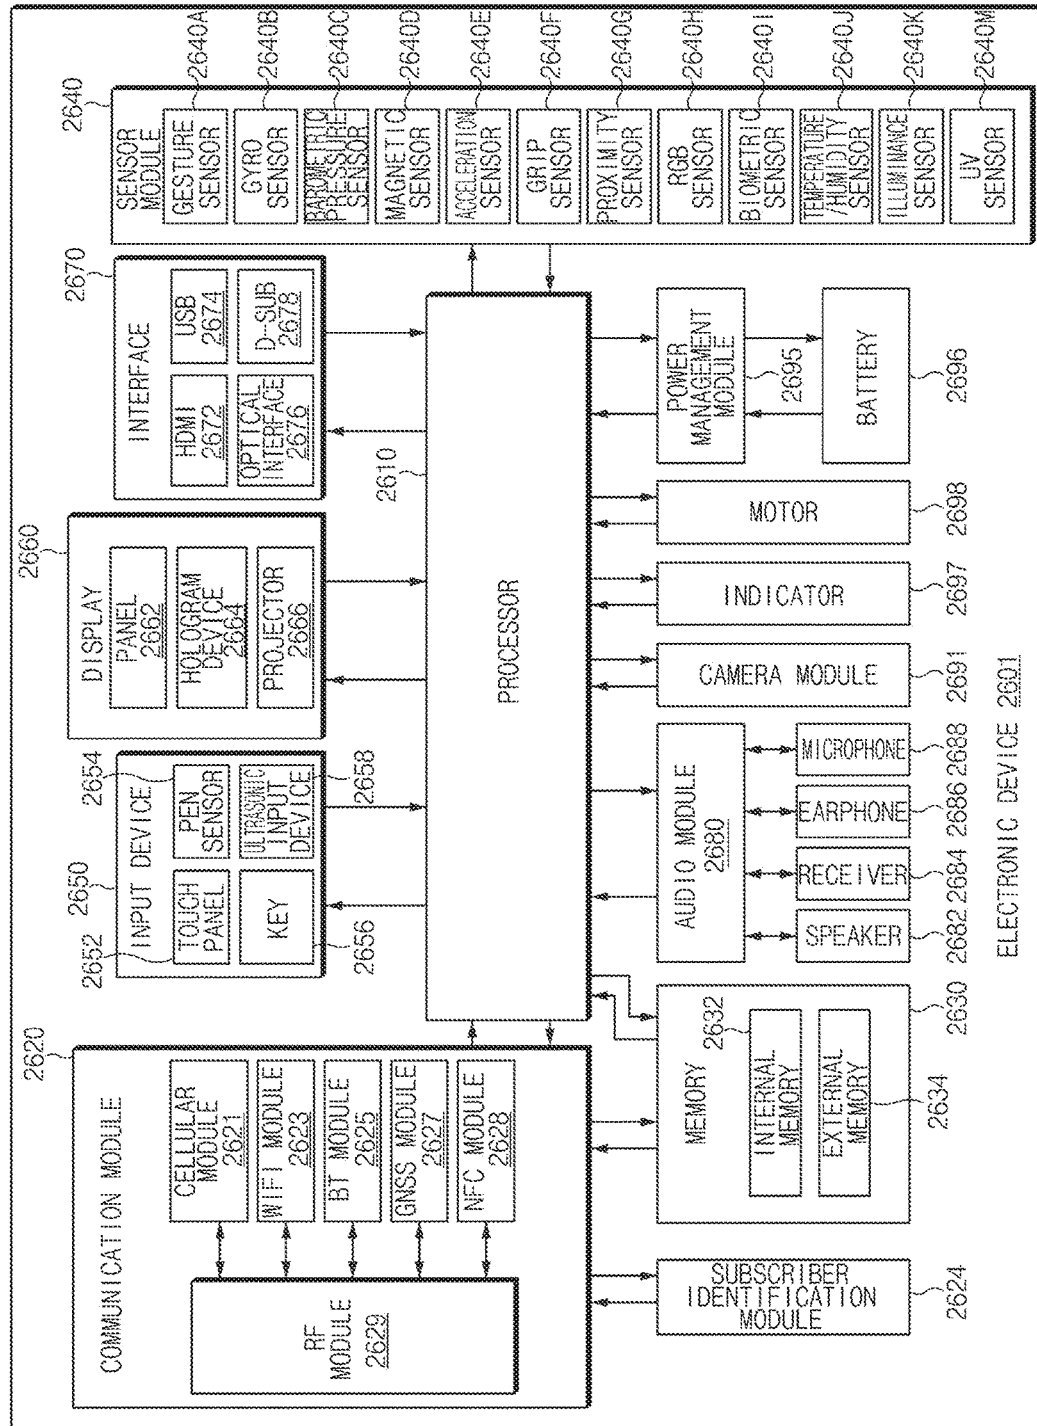 COMMUNICATION MODULE
2620
RF
MODULE
2629
CELLULAR
MODULE
2621
WIFI MODULE
2623
BT MODULE
2625
GNSS MODULE
2627
NFC MODULE
2628
2650
INPUT DEVICE
2652
TOUCH
PANEL
2654
PEN
SENSOR
KEY
2656
ULTRASONIC
INPUT
DEVICE
2658
2660
DISPLAY
PANEL
2662
HOLOGRAM
DEVICE
2664
PROJECTOR
2666
2670
INTERFACE
HDMI
2672
USB
2674
OPTICAL
INTERFACE
2676
D-SUB
2678
2640
SENSOR
MODULE
GESTURE
SENSOR
2640A
GYRO
SENSOR
2640B
BAROMETRIC
PRESSURE
SENSOR
2640C
MAGNETIC
SENSOR
2640D
ACCELERATION
SENSOR
2640E
GRIP
SENSOR
2640F
PROXIMITY
SENSOR
2640G
RGB
SENSOR
2640H
BIOMETRIC
SENSOR
2640I
TEMPERATURE
/HUMIDITY
SENSOR
2640J
ILLUMINANCE
SENSOR
2640K
UV
SENSOR
2640M
2610
PROCESSOR
SUBSCRIBER
IDENTIFICATION
MODULE
2624
MEMORY
2630
2632
INTERNAL
MEMORY
EXTERNAL
MEMORY
2634
AUDIO MODULE
2680
SPEAKER
2682
RECEIVER
2684
EARPHONE
2686
MICROPHONE
2688
CAMERA MODULE
2691
INDICATOR
2697
MOTOR
2698
POWER
MANAGEMENT
MODULE
2695
BATTERY
2696
ELECTRONIC DEVICE 2601